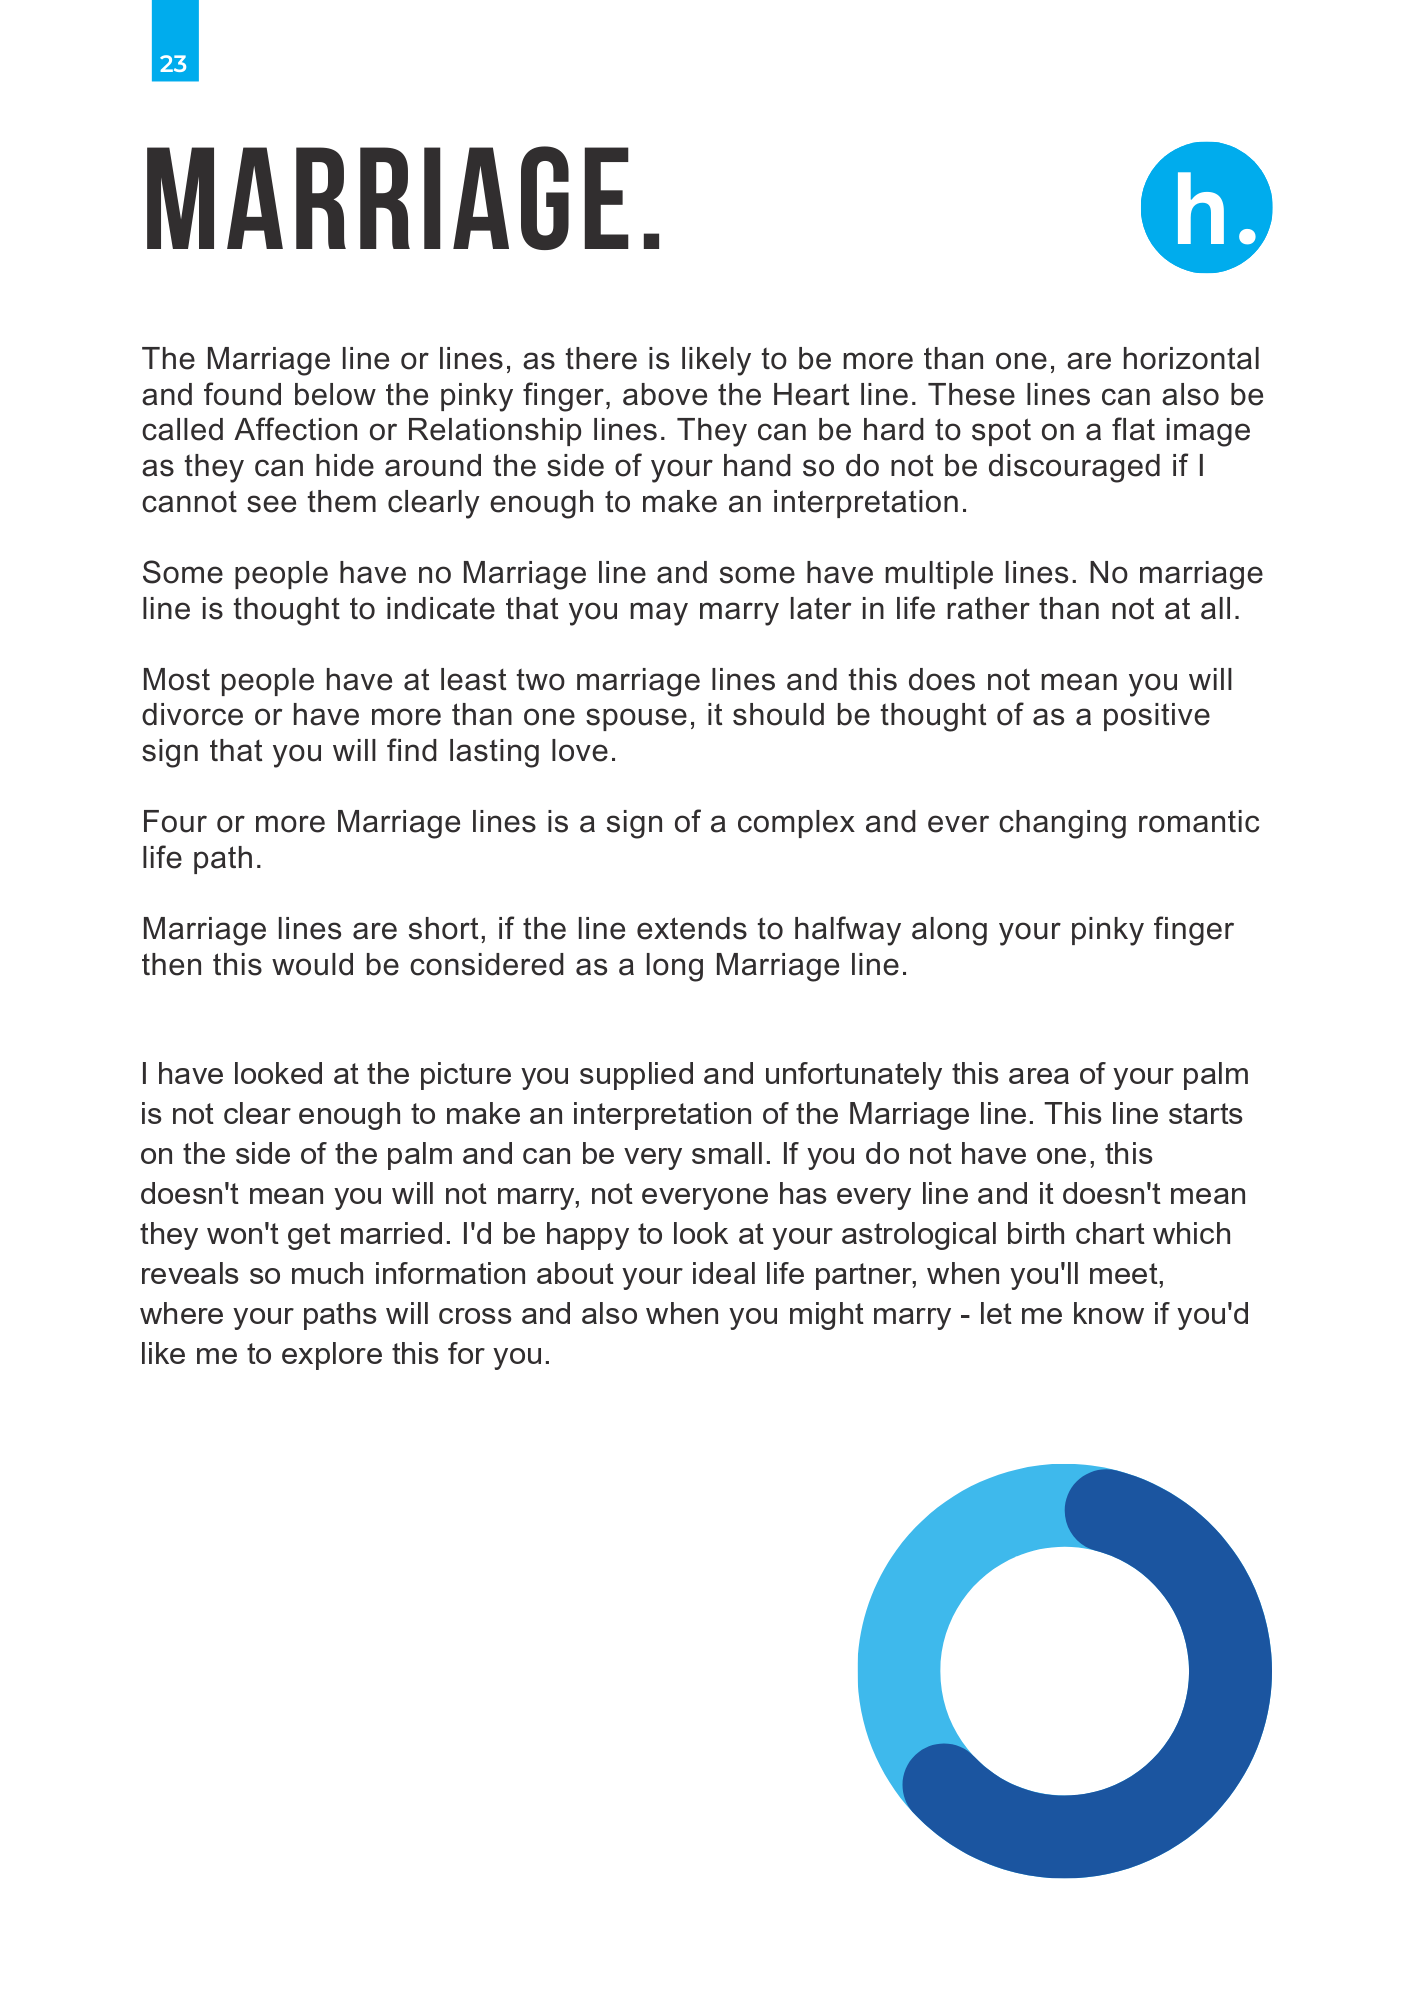 23
MARRIAGE.
h.
The Marriage line or lines, as there is likely to be more than one, are horizontal
and found below the pinky finger, above the Heart line. These lines can also be
called Affection or Relationship lines. They can be hard to spot on a flat image
as they can hide around the side of your hand so do not be discouraged if I
cannot see them clearly enough to make an interpretation.
Some people have no Marriage line and some have multiple lines. No marriage
line is thought to indicate that you may marry later in life rather than not at all.
Most people have at least two marriage lines and this does not mean you will
divorce or have more than one spouse, it should be thought of as a positive
sign that you will find lasting love.
Four or more Marriage lines is a sign of a complex and ever changing romantic
life path.
Marriage lines are short, if the line extends to halfway along your pinky finger
then this would be considered as a long Marriage line.
I have looked at the picture you supplied and unfortunately this area of your palm
is not clear enough to make an interpretation of the Marriage line. This line starts
on the side of the palm and can be very small. If you do not have one, this
doesn't mean you will not marry, not everyone has every line and it doesn't mean
they won't get married. I'd be happy to look at your astrological birth chart which
reveals so much information about your ideal life partner, when you'll meet,
where your paths will cross and also when you might marry - let me know if you'd
like me to explore this for you.